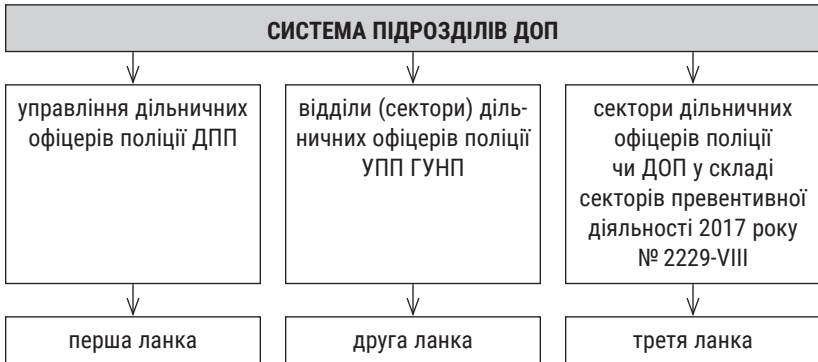 СИСТЕМА ПІДРОЗДІЛІВ ДОП
управління дільничних
офіцерів поліції ДПП
відділи (сектори) діль-
ничних офіцерів поліції
УПП ГУНП
сектори дільничних
офіцерів поліції
чи ДОП у складі
секторів превентивної
діяльності 2017 року
№ 2229-VIII
перша ланка
друга ланка
третя ланка